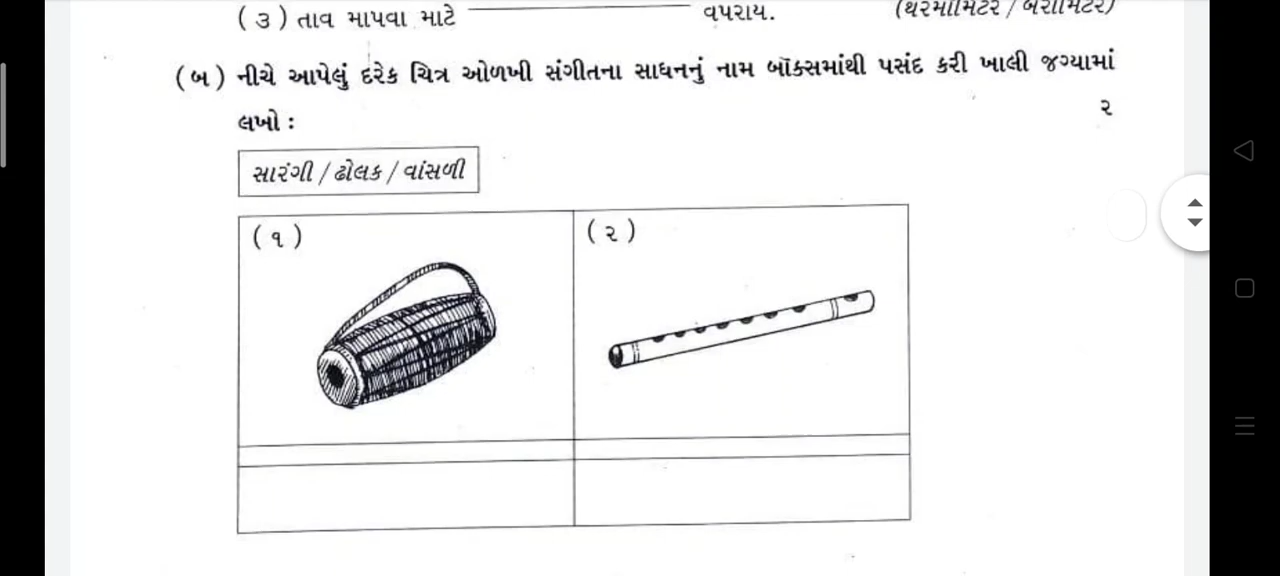 (૩) તાવ માપવા માટે ____________ વપરાય. (થરમૉમિટર / બેરોમિટર)
(બ) નીચે આપેલું દરેક ચિત્ર ઓળખી સંગીતના સાધનનું નામ બૉક્સમાંથી પસંદ કરી ખાલી જગ્યામાં
લખો : ૨
સારંગી / ઢોલક / વાંસળી
(૧) (૨)